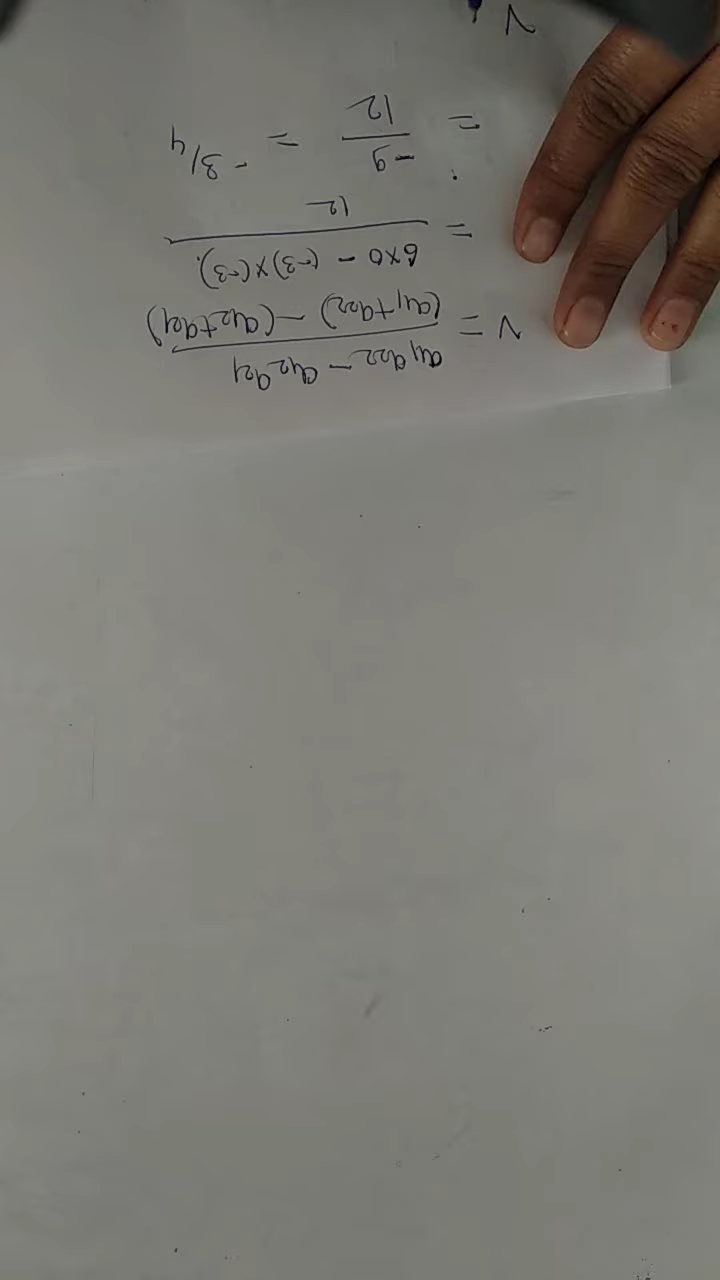 V = a₁₁a₂₂ - a₁₂a₂₁ / (a₁₁+a₂₂) - (a₁₂+a₂₁)
= 6×0 - (-3)×(-3) / 12
= -9 / 12 = -3/4
V